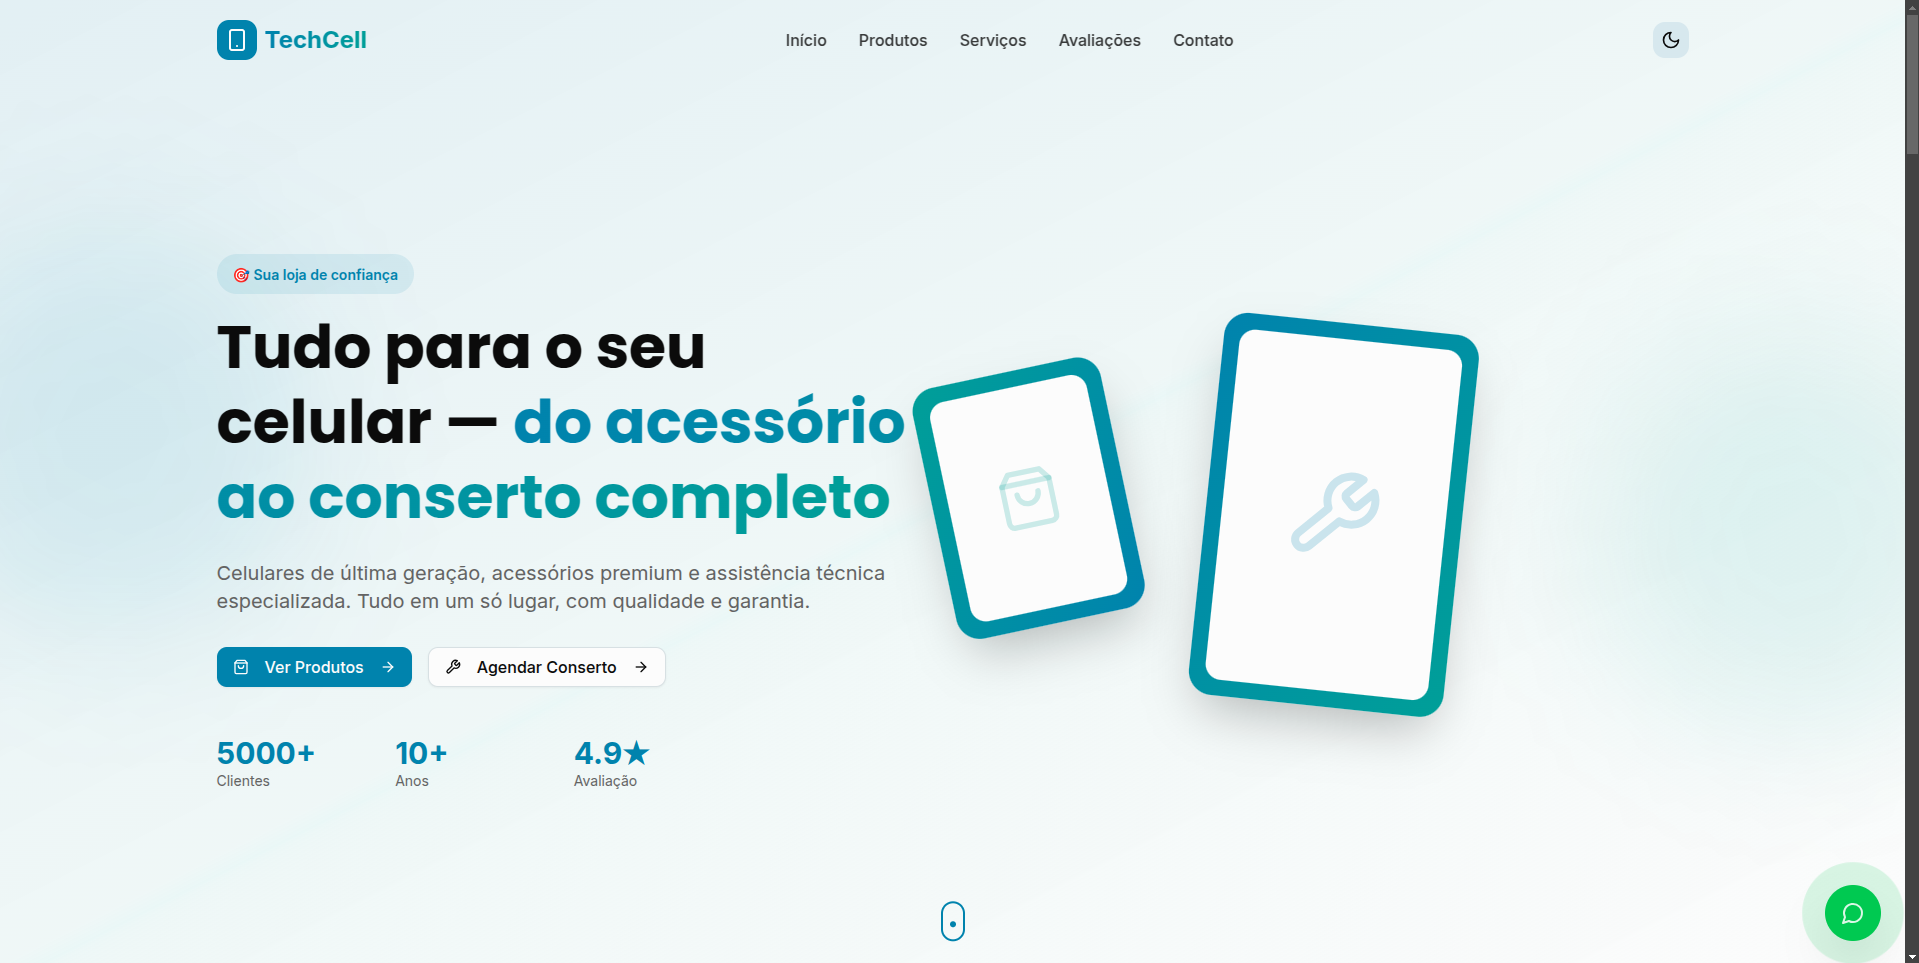 TechCell
Início Produtos Serviços Avaliações Contato
🎯 Sua loja de confiança
Tudo para o seu
celular — do acessório
ao conserto completo
Celulares de última geração, acessórios premium e assistência técnica
especializada. Tudo em um só lugar, com qualidade e garantia.
Ver Produtos → Agendar Conserto →
5000+ 10+ 4.9★
Clientes Anos Avaliação